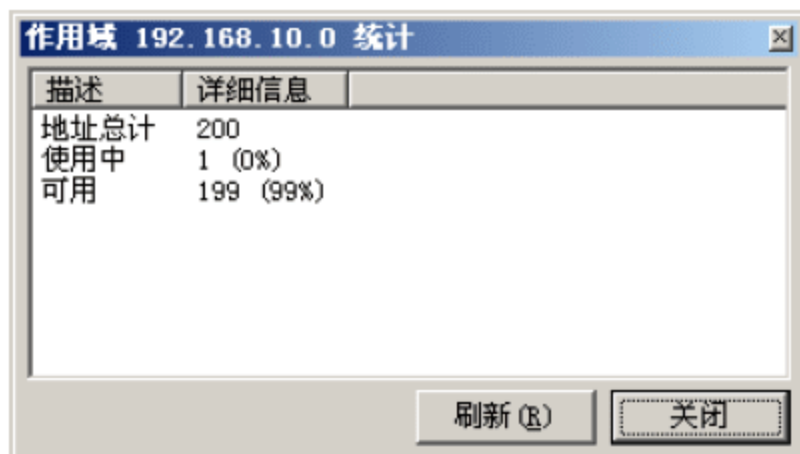 作用域 192.168.10.0 统计
描述 详细信息
地址总计 200
使用中 1 (0%)
可用 199 (99%)
刷新(R) 关闭